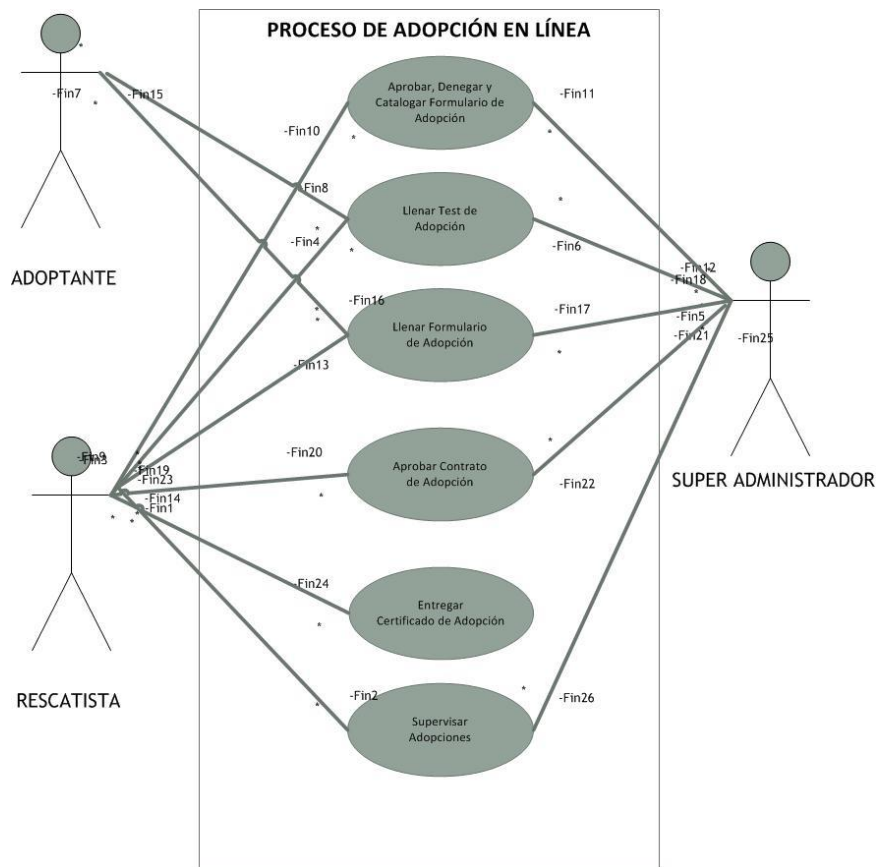 PROCESO DE ADOPCIÓN EN LÍNEA
*
-Fin7
-Fin15
*
Aprobar, Denegar y
Catalogar Formulario de
Adopción
-Fin11
-Fin10
*
*
-Fin8
Llenar Test de
Adopción
*
*
-Fin4
*
-Fin6
ADOPTANTE
-Fin12
-Fin18
*
-Fin16
*
*
Llenar Formulario
de Adopción
-Fin17
-Fin5
-Fin21
*
-Fin25
*
-Fin13
-Fin9
-Fin3
*
*
-Fin19
-Fin23
-Fin14
-Fin1
*
*
*
-Fin20
*
Aprobar Contrato
de Adopción
*
-Fin22
SUPER ADMINISTRADOR
-Fin24
*
Entregar
Certificado de Adopción
RESCATISTA
-Fin2
*
Supervisar
Adopciones
*
-Fin26